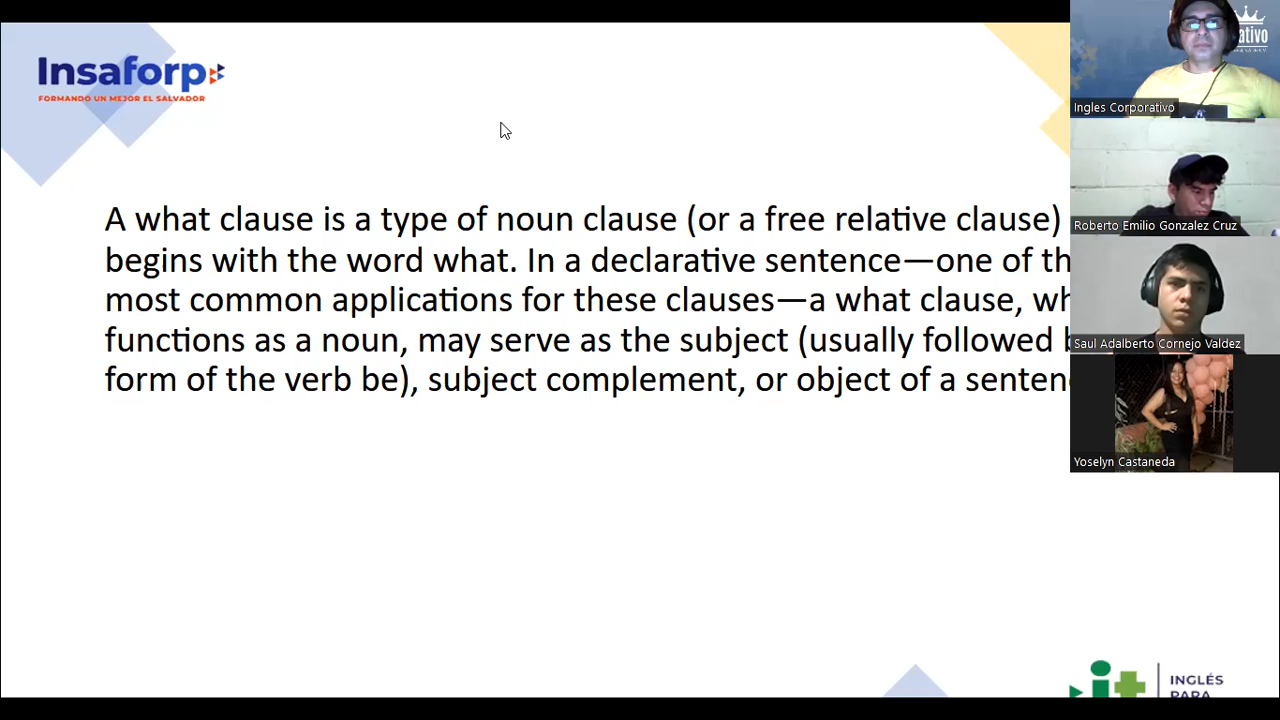 Insaforp
FORMANDO UN MEJOR EL SALVADOR
A what clause is a type of noun clause (or a free relative clause)
begins with the word what. In a declarative sentence—one of th
most common applications for these clauses—a what clause, wh
functions as a noun, may serve as the subject (usually followed b
form of the verb be), subject complement, or object of a senten
ativo
Ingles Corporativo
Roberto Emilio Gonzalez Cruz
Saul Adalberto Cornejo Valdez
Yoselyn Castaneda
it+
INGLÉS
PARA